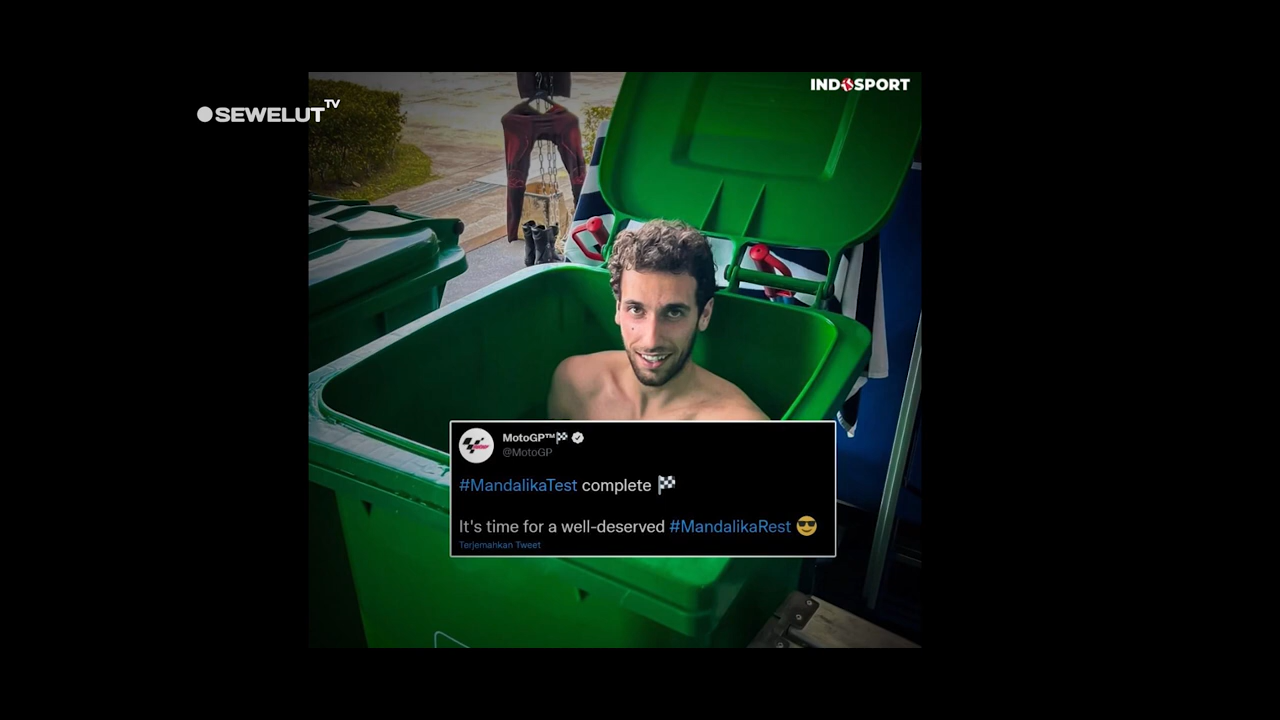 INDOSPORT
SEWELUT TV
MotoGP™🏁
@MotoGP
#MandalikaTest complete 🏁
It's time for a well-deserved #MandalikaRest 😎
Terjemahkan Tweet